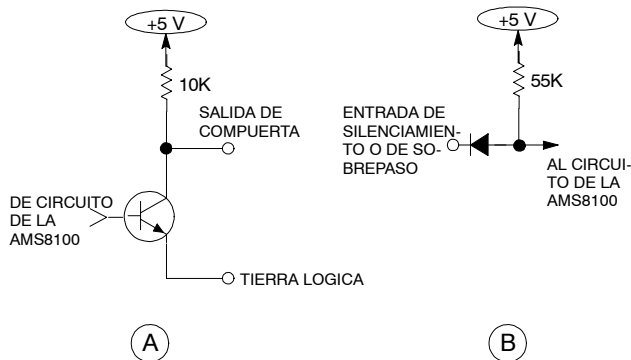 +5 V
10K
SALIDA DE
COMPUERTA
DE CIRCUITO
DE LA
AMS8100
TIERRA LOGICA
A
+5 V
55K
ENTRADA DE
SILENCIAMIEN-
TO O DE SO-
BREPASO
AL CIRCUI-
TO DE LA
AMS8100
B